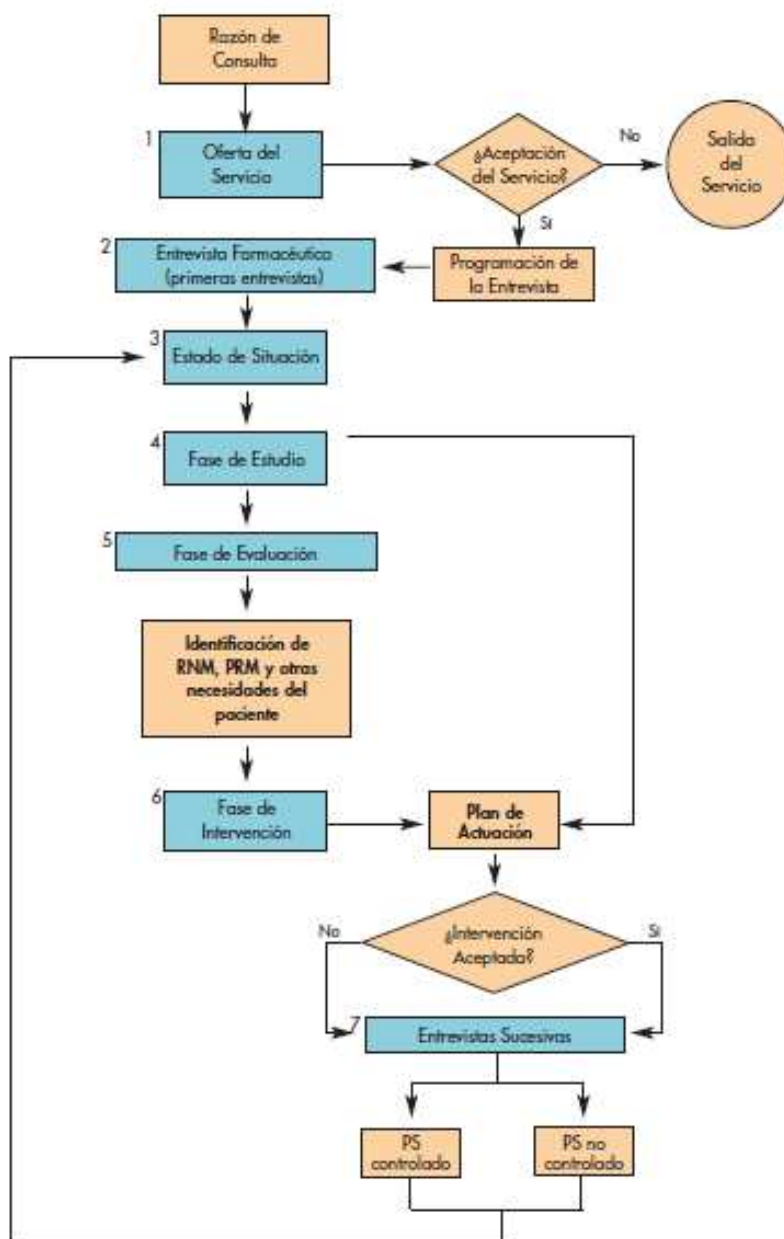 Razón de
Consulta
1
Oferta del
Servicio
¿Aceptación
del Servicio?
No
Salida
del
Servicio
Si
2
Entrevista Farmacéutica
(primeras entrevistas)
Programación de
la Entrevista
3
Estado de Situación
4
Fase de Estudio
5
Fase de Evaluación
Identificación de
RNM, PRM y otras
necesidades del
paciente
6
Fase de
Intervención
Plan de
Actuación
No
¿Intervención
Aceptada?
Si
7
Entrevistas Sucesivas
PS
controlado
PS no
controlado